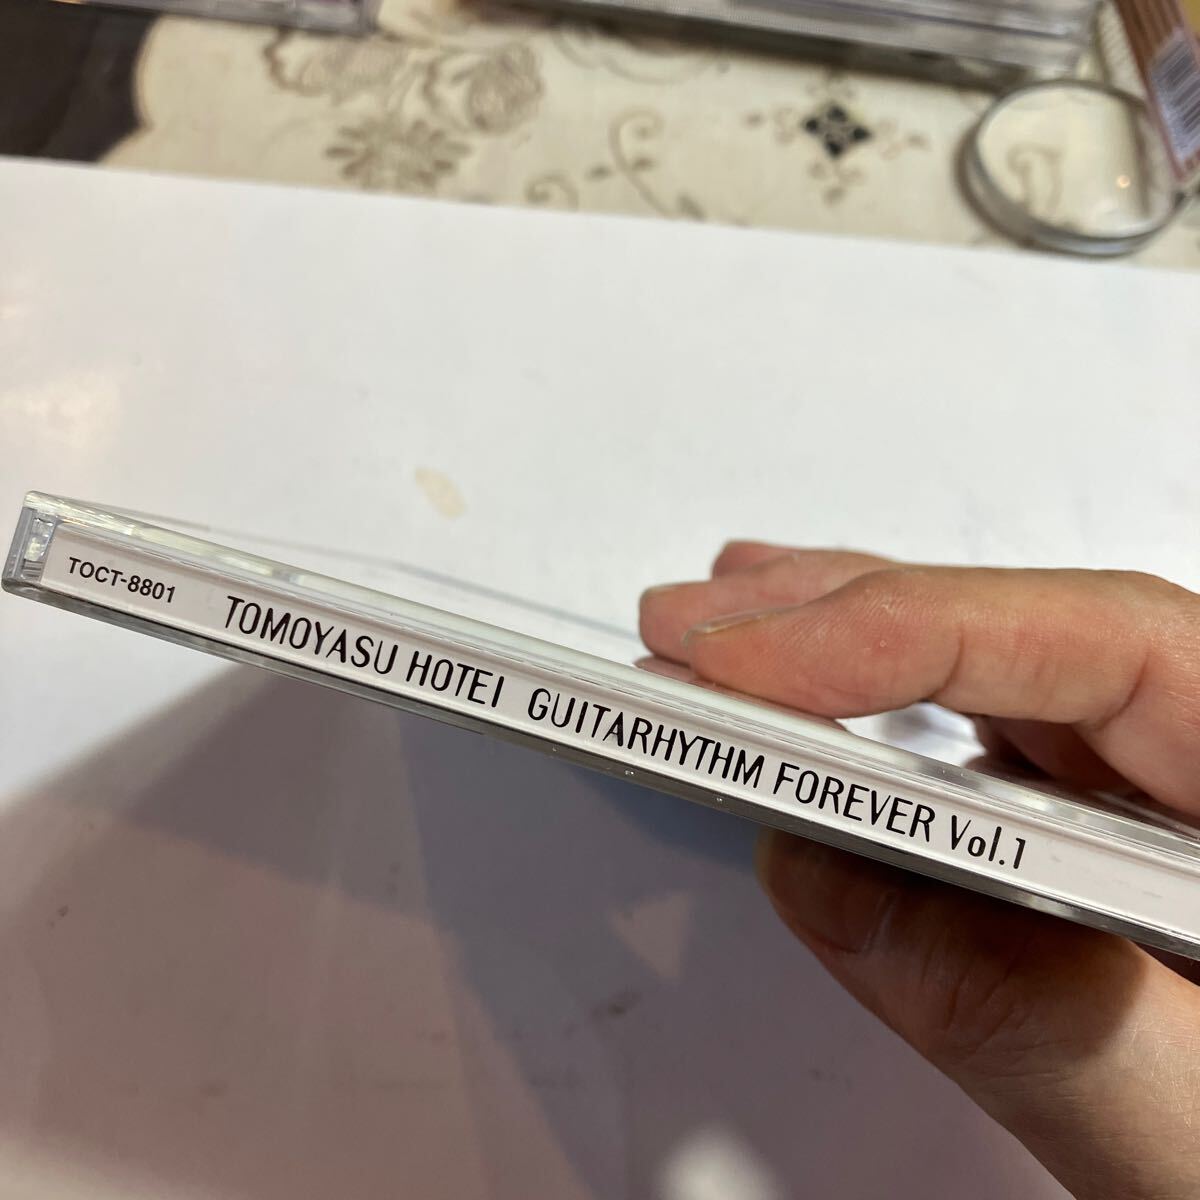 TOCT-8801 TOMOYASU HOTEI GUITARHYTHM FOREVER Vol.1